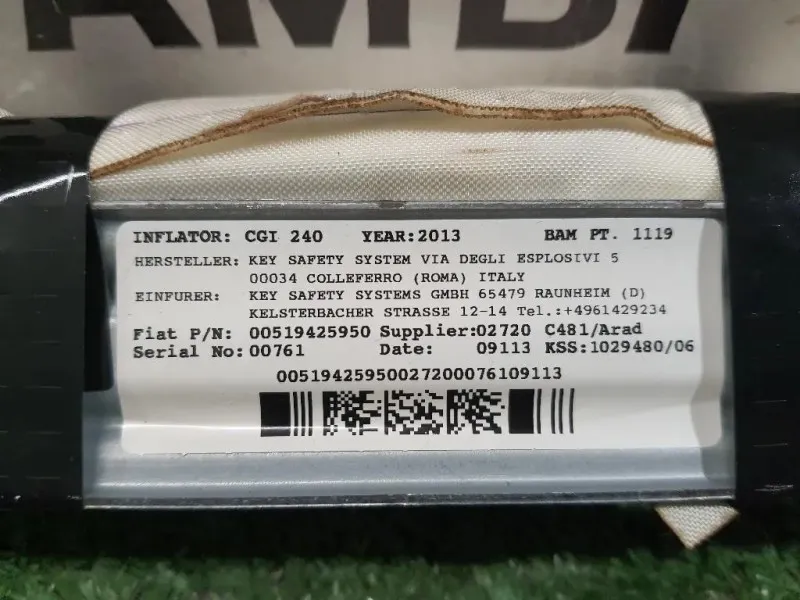 AMBI
INFLATOR: CGI 240 YEAR:2013 BAM PT. 1119
HERSTELLER: KEY SAFETY SYSTEM VIA DEGLI ESPLOSIVI 5
00034 COLLEFERRO (ROMA) ITALY
EINFURER: KEY SAFETY SYSTEMS GMBH 65479 RAUNHEIM (D)
KELSTERBACHER STRASSE 12-14 Tel.:+4961429234
Fiat P/N: 00519425950 Supplier:02720 C481/Arad
Serial No: 00761 Date: 09113 KSS:1029480/06
00519425950027200076109113